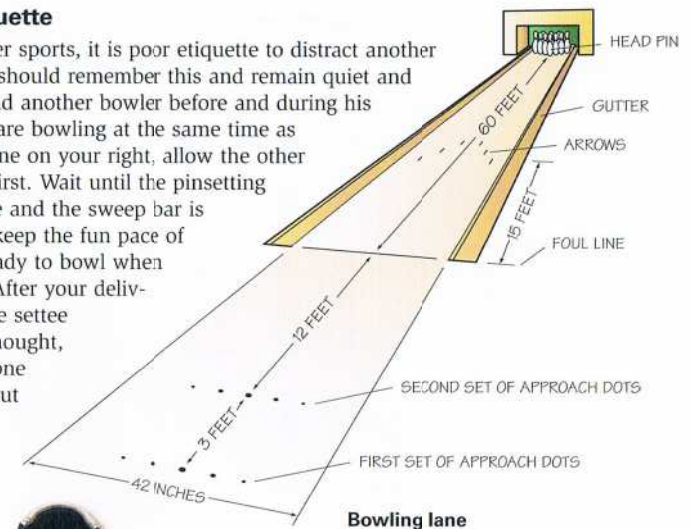 uette
er sports, it is poor etiquette to distract another
should remember this and remain quiet and
d another bowler before and during his
are bowling at the same time as
ne on your right, allow the other
irst. Wait until the pinsetting
e and the sweep bar is
keep the fun pace of
ady to bowl when
After your deliv-
e settee
hought,
one
ut
HEAD PIN
GUTTER
60 FEET
ARROWS
15 FEET
FOUL LINE
12 FEET
SECOND SET OF APPROACH DOTS
3 FEET
FIRST SET OF APPROACH DOTS
42 INCHES
Bowling lane